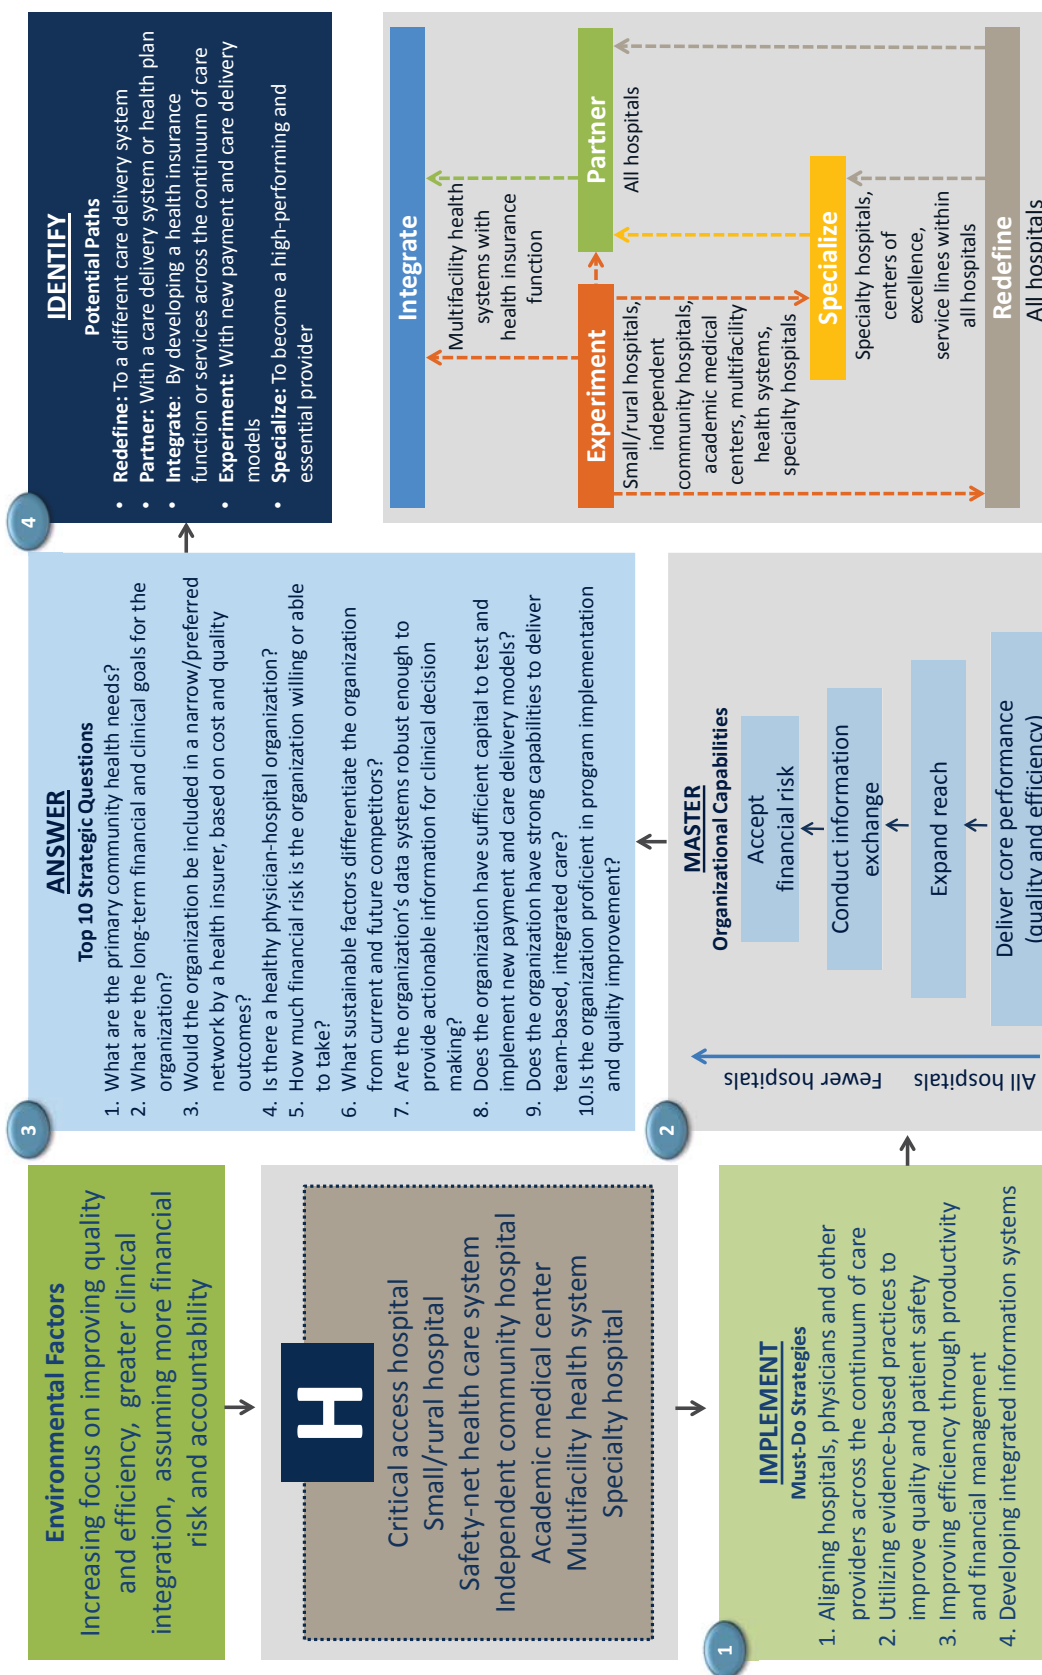 Environmental Factors
Increasing focus on improving quality
and efficiency, greater clinical
integration, assuming more financial
risk and accountability
H
Critical access hospital
Small/rural hospital
Safety-net health care system
Independent community hospital
Academic medical center
Multifacility health system
Specialty hospital
1
IMPLEMENT
Must-Do Strategies
1. Aligning hospitals, physicians and other
providers across the continuum of care
2. Utilizing evidence-based practices to
improve quality and patient safety
3. Improving efficiency through productivity
and financial management
4. Developing integrated information systems
2
MASTER
Organizational Capabilities
Accept
financial risk
Conduct information
exchange
Expand reach
Deliver core performance
(quality and efficiency)
Fewer hospitals
All hospitals
3
ANSWER
Top 10 Strategic Questions
1. What are the primary community health needs?
2. What are the long-term financial and clinical goals for the
organization?
3. Would the organization be included in a narrow/preferred
network by a health insurer, based on cost and quality
outcomes?
4. Is there a healthy physician-hospital organization?
5. How much financial risk is the organization willing or able
to take?
6. What sustainable factors differentiate the organization
from current and future competitors?
7. Are the organization's data systems robust enough to
provide actionable information for clinical decision
making?
8. Does the organization have sufficient capital to test and
implement new payment and care delivery models?
9. Does the organization have strong capabilities to deliver
team-based, integrated care?
10.Is the organization proficient in program implementation
and quality improvement?
4
IDENTIFY
Potential Paths
• Redefine: To a different care delivery system
• Partner: With a care delivery system or health plan
• Integrate: By developing a health insurance
function or services across the continuum of care
• Experiment: With new payment and care delivery
models
• Specialize: To become a high-performing and
essential provider
Integrate
Multifacility health
systems with
health insurance
function
Experiment
Small/rural hospitals,
independent
community hospitals,
academic medical
centers, multifacility
health systems,
specialty hospitals
Partner
All hospitals
Specialize
Specialty hospitals,
centers of
excellence,
service lines within
all hospitals
Redefine
All hospitals